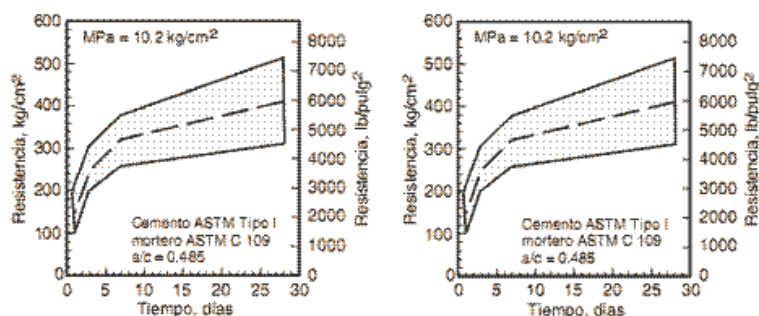 MPa = 10.2 kg/cm²
Resistencia, kg/cm²
600
500
400
300
200
100
0
0 5 10 15 20 25 30
Tiempo, días
8000
7000
6000
5000
4000
3000
2000
1000
0
Resistencia, lb/pulg²
Cemento ASTM Tipo I
mortero ASTM C 109
a/c = 0.485
MPa = 10.2 kg/cm²
Resistencia, kg/cm²
600
500
400
300
200
100
0
0 5 10 15 20 25 30
Tiempo, días
8000
7000
6000
5000
4000
3000
2000
1000
0
Resistencia, lb/pulg²
Cemento ASTM Tipo I
mortero ASTM C 109
a/c = 0.485